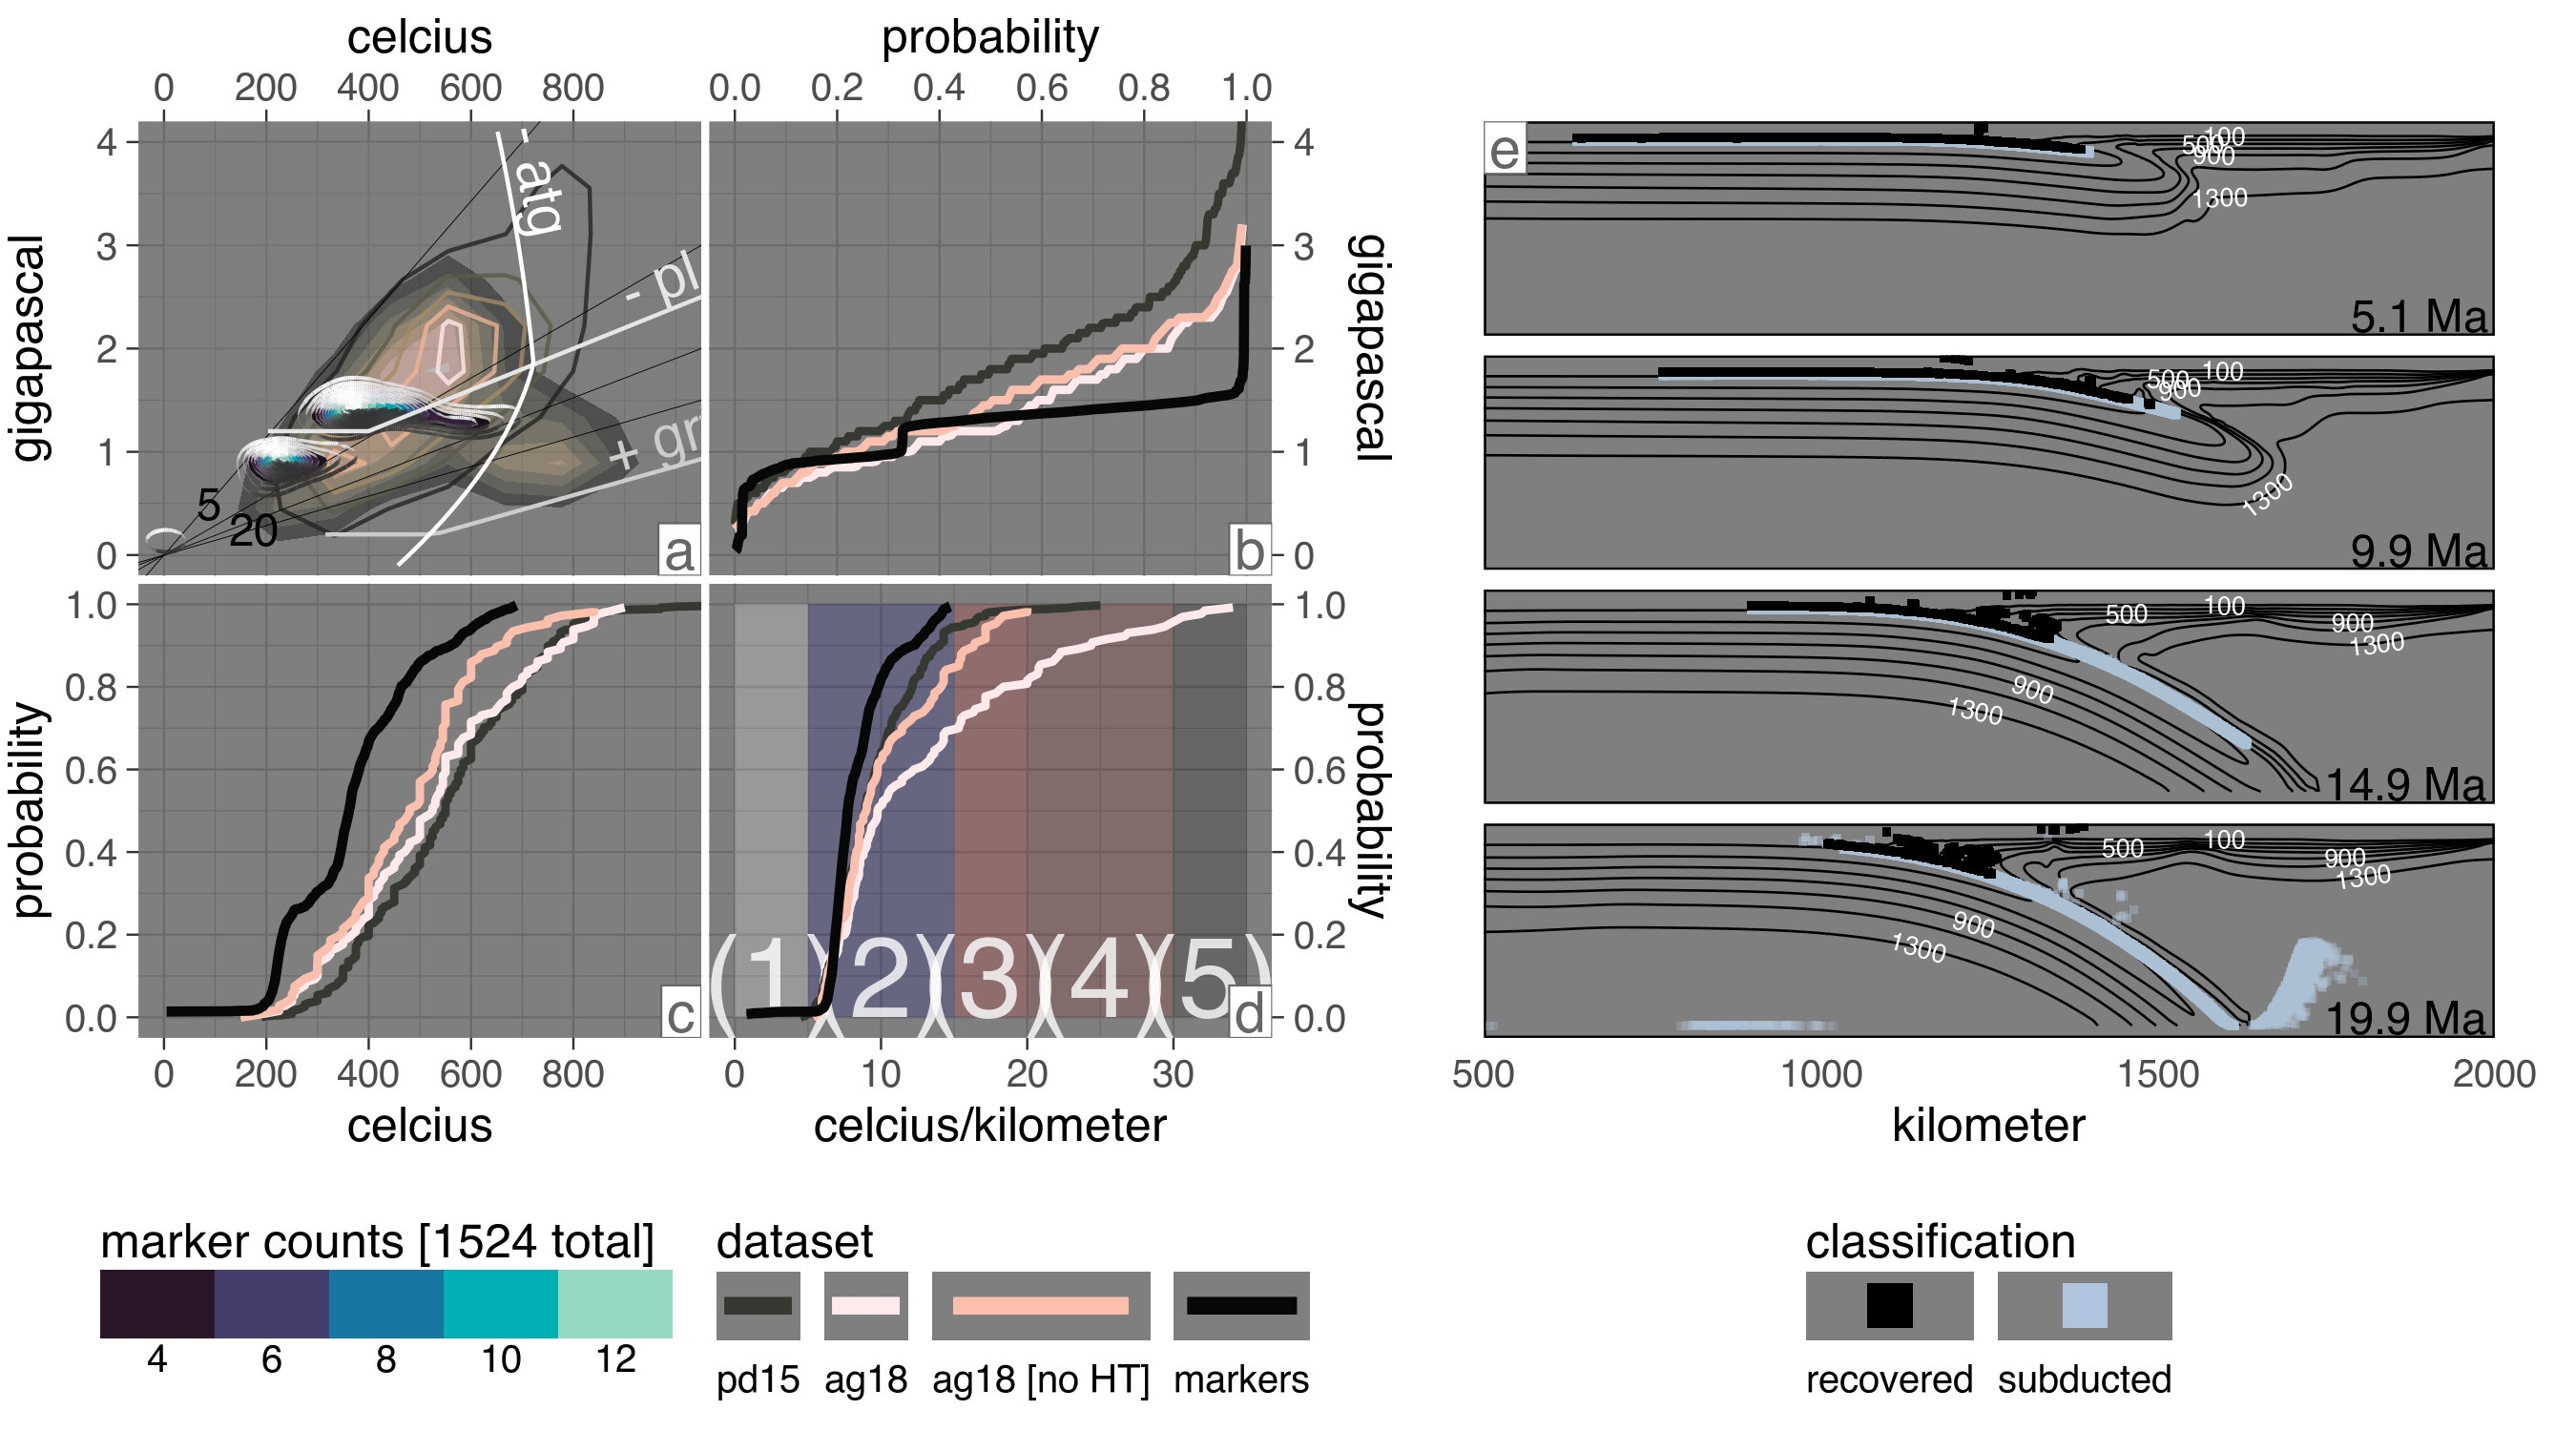 celcius
probability
0 200 400 600 800
0.0 0.2 0.4 0.6 0.8 1.0
gigapascal
4
3
2
1
0
- atg
- pl
+ gr
5
20
a
b
4
3
2
1
0
gigapascal
probability
1.0
0.8
0.6
0.4
0.2
0.0
c
(1)(2)(3)(4)(5)
d
1.0
0.8
0.6
0.4
0.2
0.0
probability
0 200 400 600 800
0 10 20 30
celcius
celcius/kilometer
e
100
500
900
1300
5.1 Ma
100
500
900
1300
9.9 Ma
100
500
900
1300
900
1300
14.9 Ma
100
500
900
1300
900
1300
19.9 Ma
500 1000 1500 2000
kilometer
marker counts [1524 total]
4 6 8 10 12
dataset
pd15 ag18 ag18 [no HT] markers
classification
recovered subducted